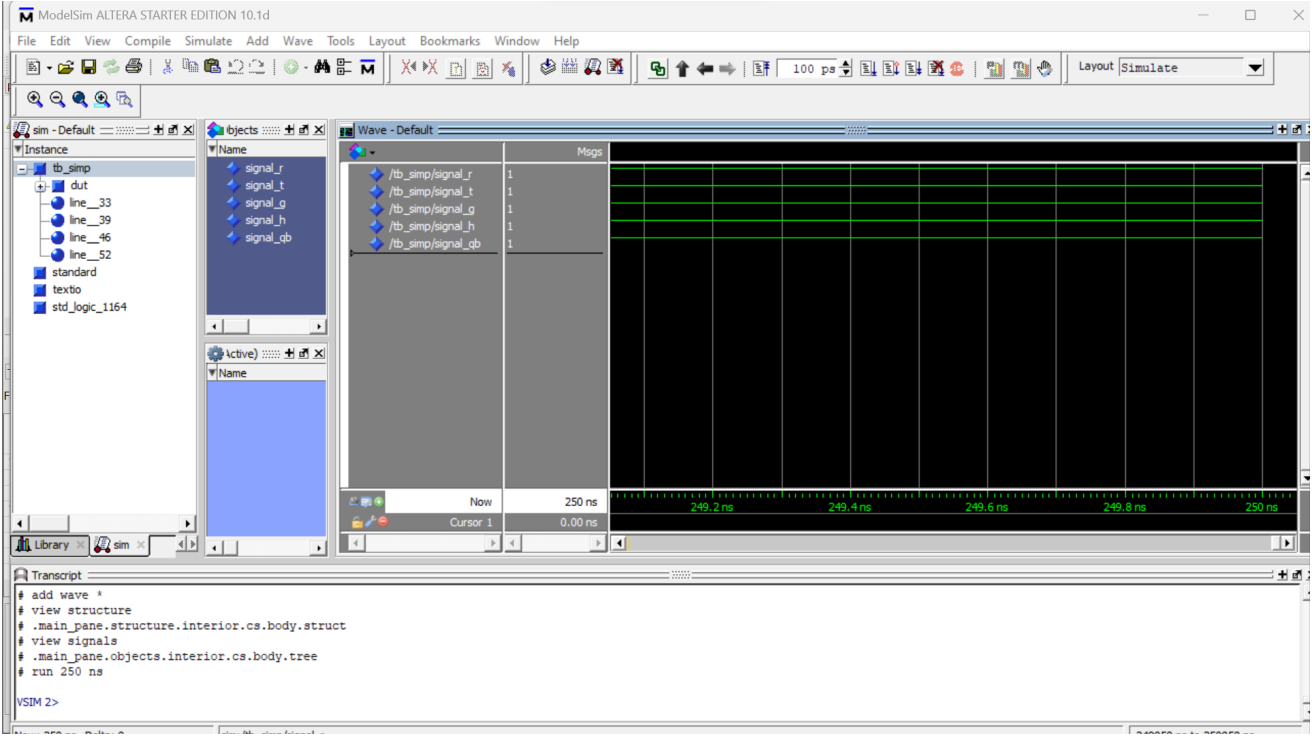 ModelSim ALTERA STARTER EDITION 10.1d
File Edit View Compile Simulate Add Wave Tools Layout Bookmarks Window Help
100 ps
Layout Simulate
sim - Default
Instance
tb_simp
dut
line__33
line__39
line__46
line__52
standard
textio
std_logic_1164
Library
sim
bjects
Name
signal_r
signal_t
signal_g
signal_h
signal_qb
Active)
Name
Wave - Default
Msgs
/tb_simp/signal_r 1
/tb_simp/signal_t 1
/tb_simp/signal_g 1
/tb_simp/signal_h 1
/tb_simp/signal_qb 1
Now 250 ns
Cursor 1 0.00 ns
249.2 ns 249.4 ns 249.6 ns 249.8 ns 250 ns
Transcript
# add wave *
# view structure
# .main_pane.structure.interior.cs.body.struct
# view signals
# .main_pane.objects.interior.cs.body.tree
# run 250 ns
VSIM 2>